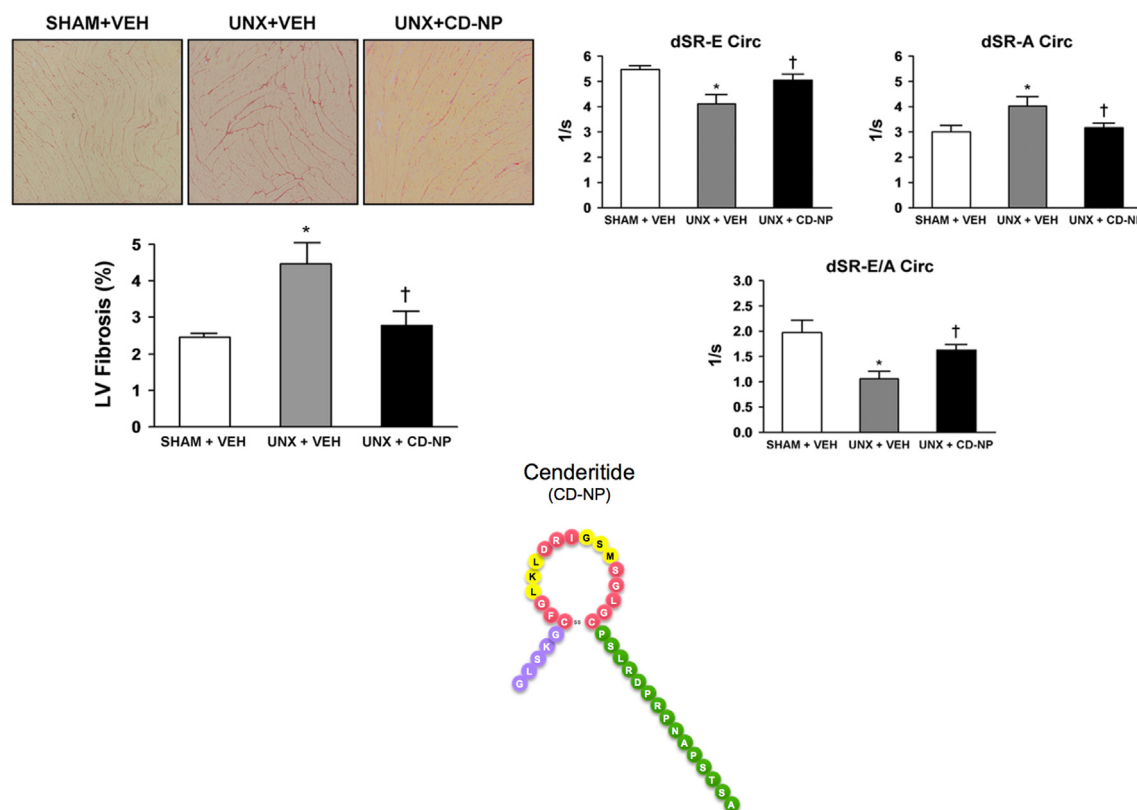 SHAM+VEH UNX+VEH UNX+CD-NP
LV Fibrosis (%)
5
4
3
2
1
0
*
†
SHAM + VEH UNX + VEH UNX + CD-NP
dSR-E Circ
1/s
6
5
4
3
2
1
0
*
†
SHAM + VEH UNX + VEH UNX + CD-NP
dSR-A Circ
1/s
6
5
4
3
2
1
0
*
†
SHAM + VEH UNX + VEH UNX + CD-NP
dSR-E/A Circ
1/s
3.0
2.5
2.0
1.5
1.0
0.5
0.0
*
†
SHAM + VEH UNX + VEH UNX + CD-NP
Cenderitide
(CD-NP)
G L S K G C F G L K L D R I G S M S G L G C P S L R D P R P N A P S T S A